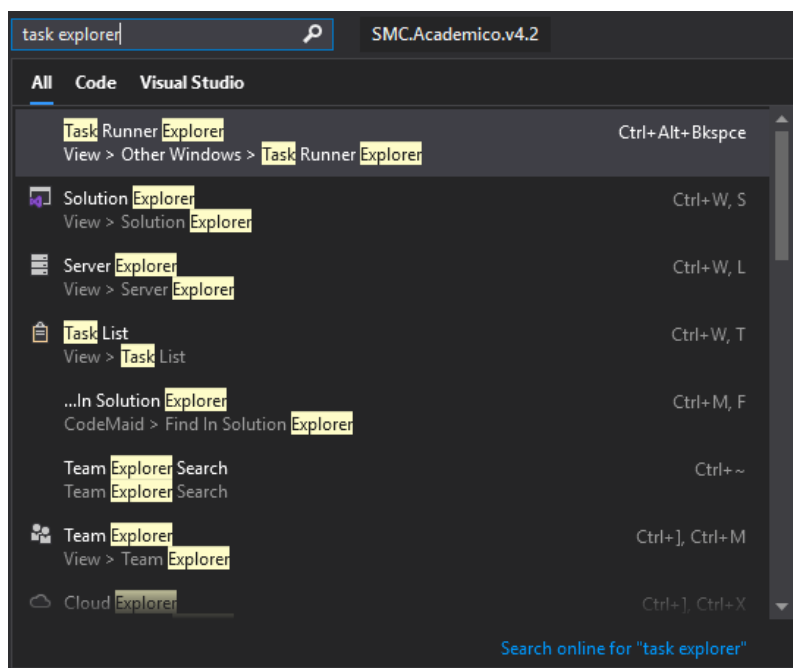 task explorer
SMC.Academico.v4.2
All Code Visual Studio
Task Runner Explorer Ctrl+Alt+Bkspce
View > Other Windows > Task Runner Explorer
Solution Explorer Ctrl+W, S
View > Solution Explorer
Server Explorer Ctrl+W, L
View > Server Explorer
Task List Ctrl+W, T
View > Task List
...In Solution Explorer Ctrl+M, F
CodeMaid > Find In Solution Explorer
Team Explorer Search Ctrl+~
Team Explorer Search
Team Explorer Ctrl+], Ctrl+M
View > Team Explorer
Cloud Explorer Ctrl+], Ctrl+X
Search online for "task explorer"